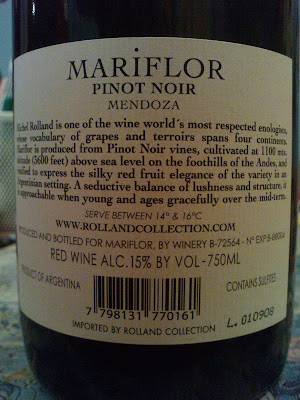 MARiFLOR
PINOT NOIR
MENDOZA
Michel Rolland is one of the wine world´s most respected enologists,
whose vocabulary of grapes and terroirs spans four continents.
Mariflor is produced from Pinot Noir vines, cultivated at 1100 mts.
altitude (3600 feet) above sea level on the foothills of the Andes, and
crafted to express the silky red fruit elegance of the variety in an
Argentinian setting. A seductive balance of lushness and structure, it
is approachable when young and ages gracefully over the mid-term.
SERVE BETWEEN 14º & 16ºC
WWW.ROLLANDCOLLECTION.COM
PRODUCED AND BOTTLED FOR MARIFLOR, BY WINERY B-72564 - Nº EXP B-88004
RED WINE ALC.15% BY VOL-750ML
PRODUCT OF ARGENTINA
CONTAINS SULFITES
7 798131 770161
L. 010908
IMPORTED BY ROLLAND COLLECTION